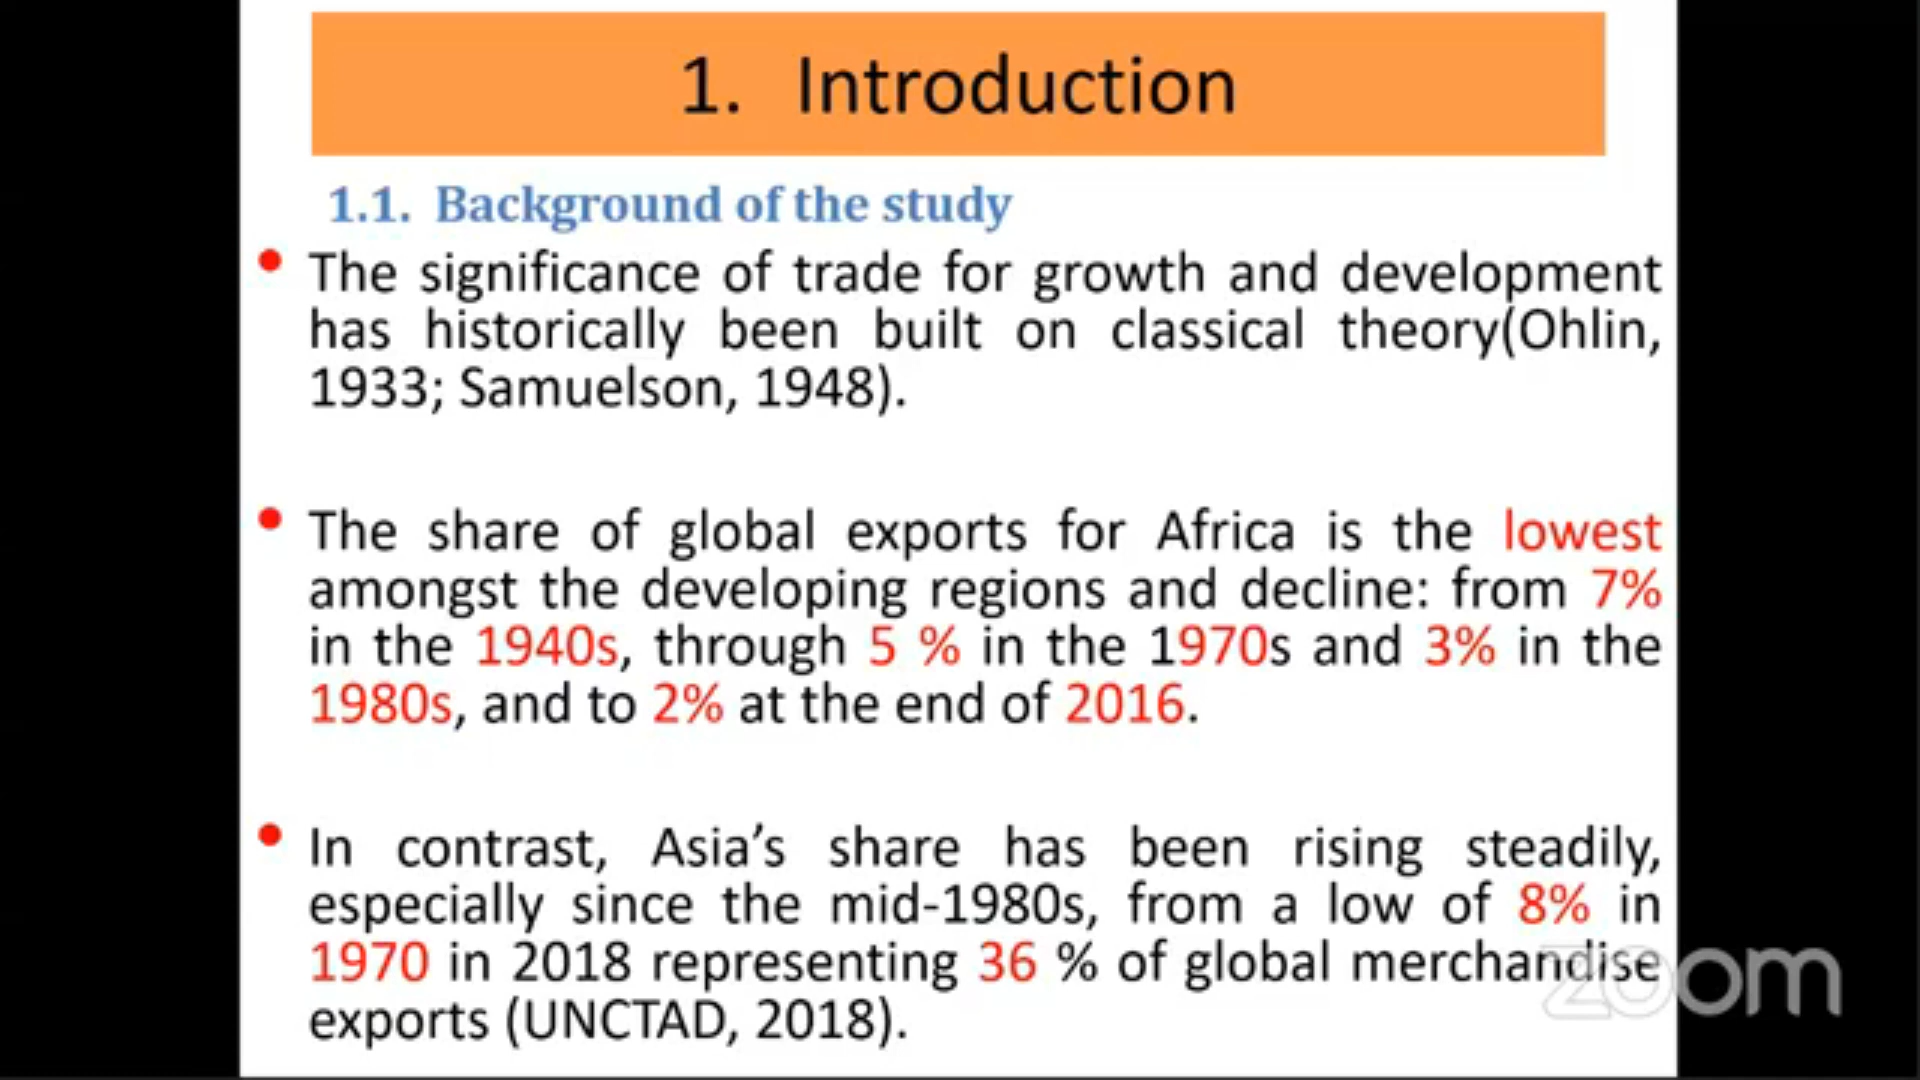 1. Introduction
1.1. Background of the study
• The significance of trade for growth and development
has historically been built on classical theory(Ohlin,
1933; Samuelson, 1948).
• The share of global exports for Africa is the lowest
amongst the developing regions and decline: from 7%
in the 1940s, through 5 % in the 1970s and 3% in the
1980s, and to 2% at the end of 2016.
• In contrast, Asia’s share has been rising steadily,
especially since the mid-1980s, from a low of 8% in
1970 in 2018 representing 36 % of global merchandise
exports (UNCTAD, 2018).
zoom